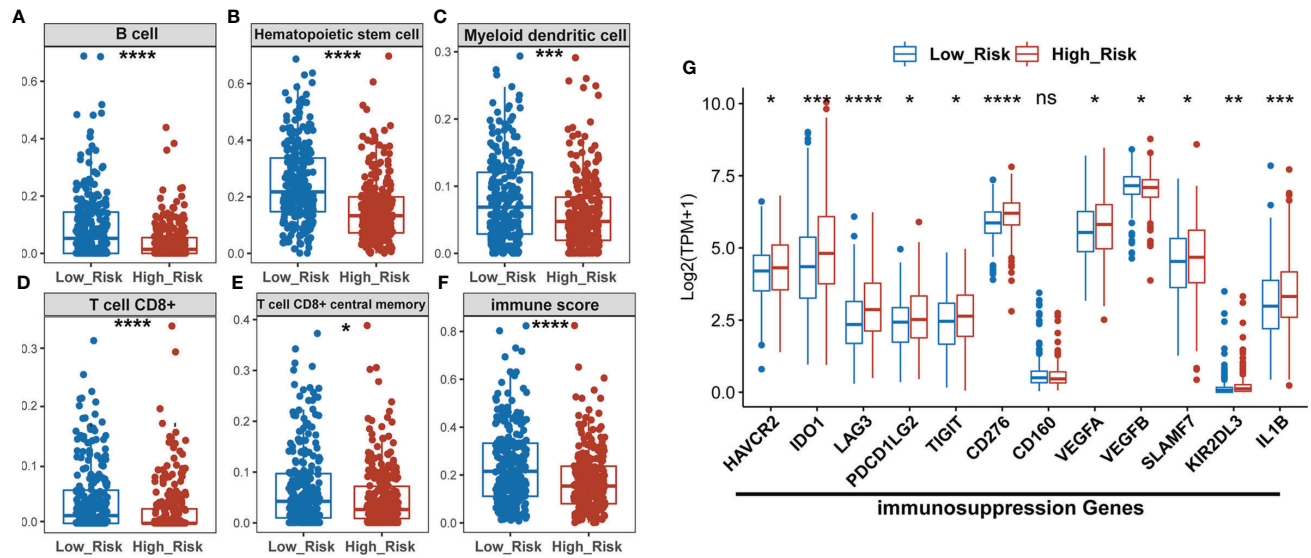 A
B cell
****
0.6
0.4
0.2
0.0
Low_Risk High_Risk
B
Hematopoietic stem cell
****
0.6
0.4
0.2
0.0
Low_Risk High_Risk
C
Myeloid dendritic cell
***
0.3
0.2
0.1
0.0
Low_Risk High_Risk
D
T cell CD8+
****
0.3
0.2
0.1
0.0
Low_Risk High_Risk
E
T cell CD8+ central memory
*
0.4
0.3
0.2
0.1
0.0
Low_Risk High_Risk
F
immune score
****
0.8
0.6
0.4
0.2
0.0
Low_Risk High_Risk
G
Low_Risk High_Risk
* *** **** * * **** ns * * * ** ***
Log2(TPM+1)
10.0
7.5
5.0
2.5
0.0
HAVCR2
IDO1
LAG3
PDCD1LG2
TIGIT
CD276
CD160
VEGFA
VEGFB
SLAMF7
KIR2DL3
IL1B
immunosuppression Genes